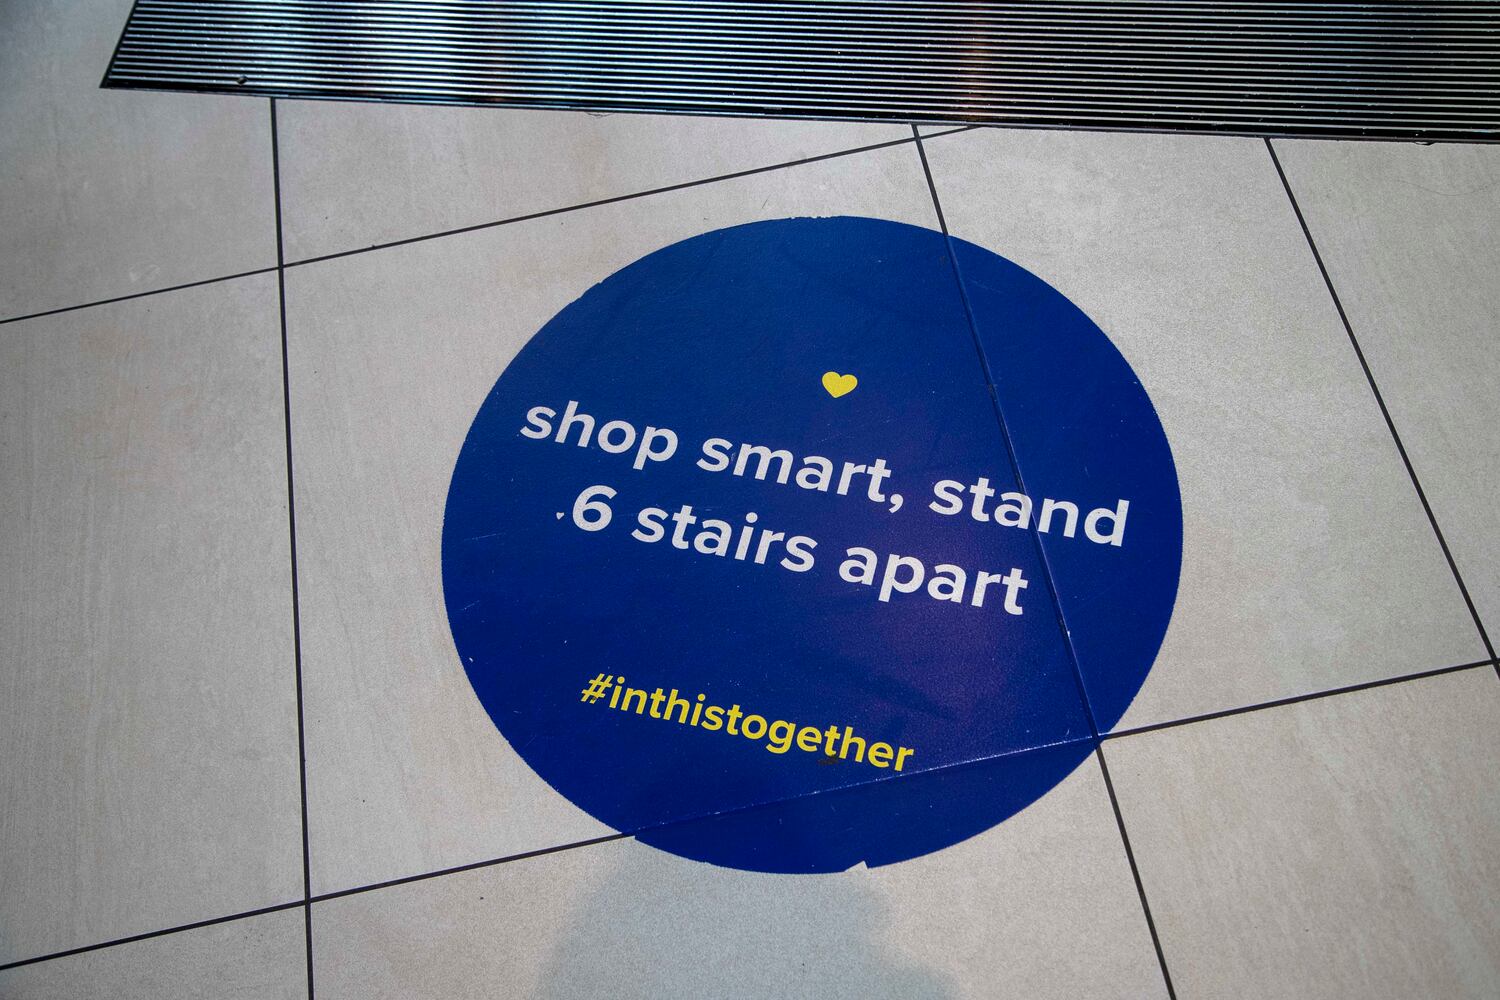 shop smart, stand
6 stairs apart
#inthistogether